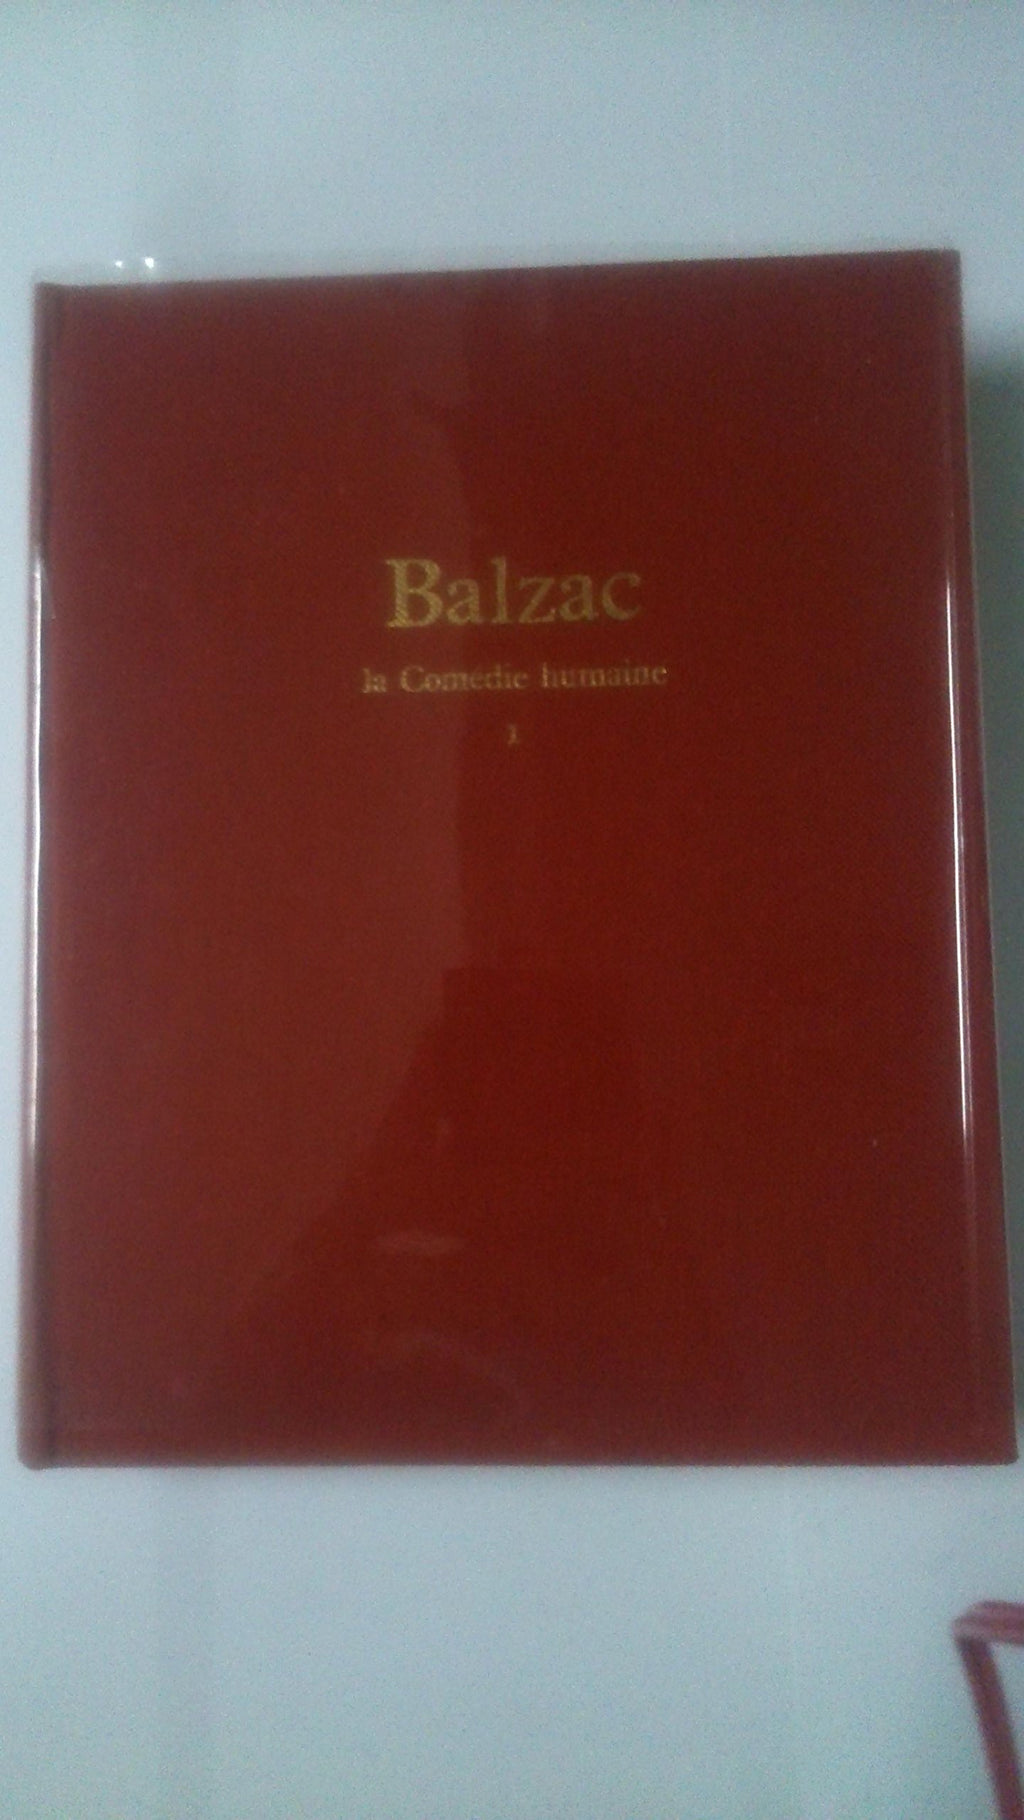 Balzac
la Comédie humaine
1